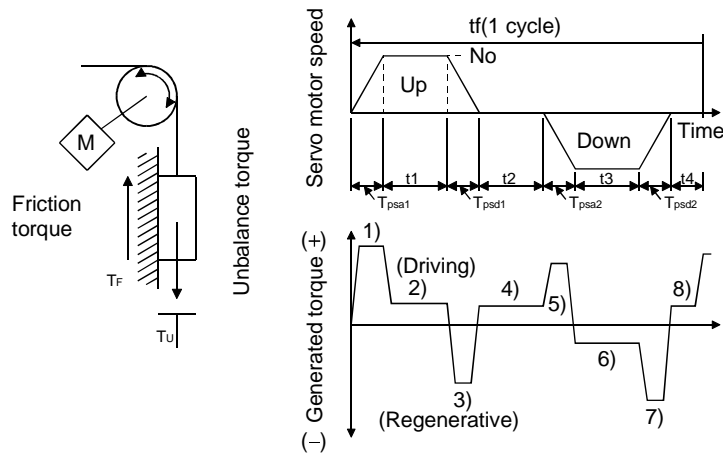 tf(1 cycle)
No
Up
Down
Time
Servo motor speed
t1
t2
t3
t4
Tpsa1
Tpsd1
Tpsa2
Tpsd2
M
Friction
torque
TF
TU
Unbalance torque
(+)
1)
(Driving)
2)
4)
5)
8)
6)
3)
7)
(Regenerative)
(−)
Generated torque